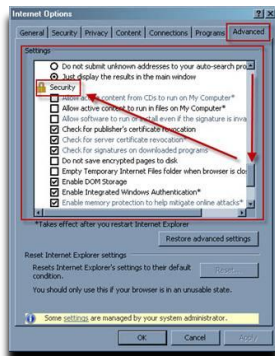 Internet Options
General Security Privacy Content Connections Programs Advanced
Settings
Do not submit unknown addresses to your auto-search pro
Just display the results in the main window
Security
Allow active content from CDs to run on My Computer*
Allow active content to run in files on My Computer*
Allow software to run or install even if the signature is inva
Check for publisher's certificate revocation
Check for server certificate revocation*
Check for signatures on downloaded programs
Do not save encrypted pages to disk
Empty Temporary Internet Files folder when browser is clos
Enable DOM Storage
Enable Integrated Windows Authentication*
Enable memory protection to help mitigate online attacks*
*Takes effect after you restart Internet Explorer
Restore advanced settings
Reset Internet Explorer settings
Resets Internet Explorer's settings to their default
condition.
Reset...
You should only use this if your browser is in an unusable state.
Some settings are managed by your system administrator.
OK Cancel Apply